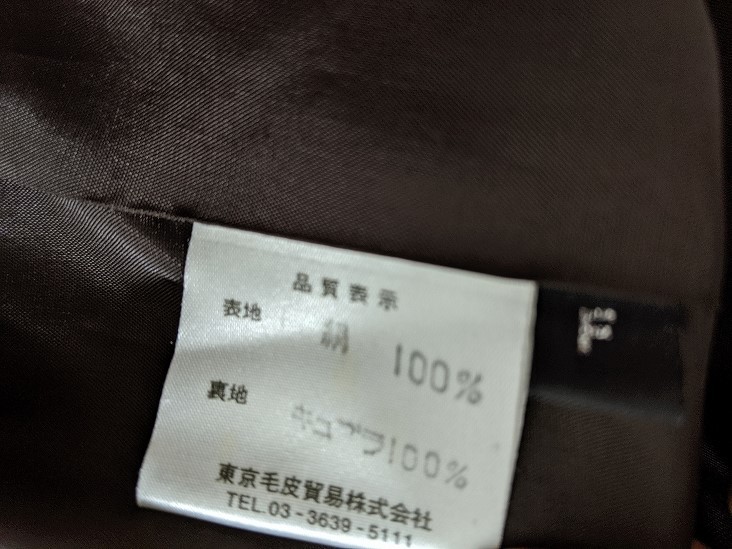 品質表示
表地 絹 100%
裏地 キュプラ100%
東京毛皮貿易株式会社
TEL.03-3639-5111